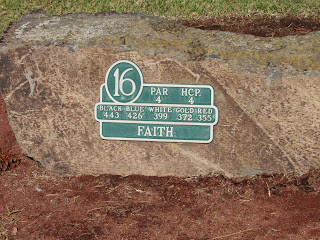 16
PAR HCP.
4 4
BLACK BLUE WHITE GOLD RED
443 426 399 372 355
FAITH